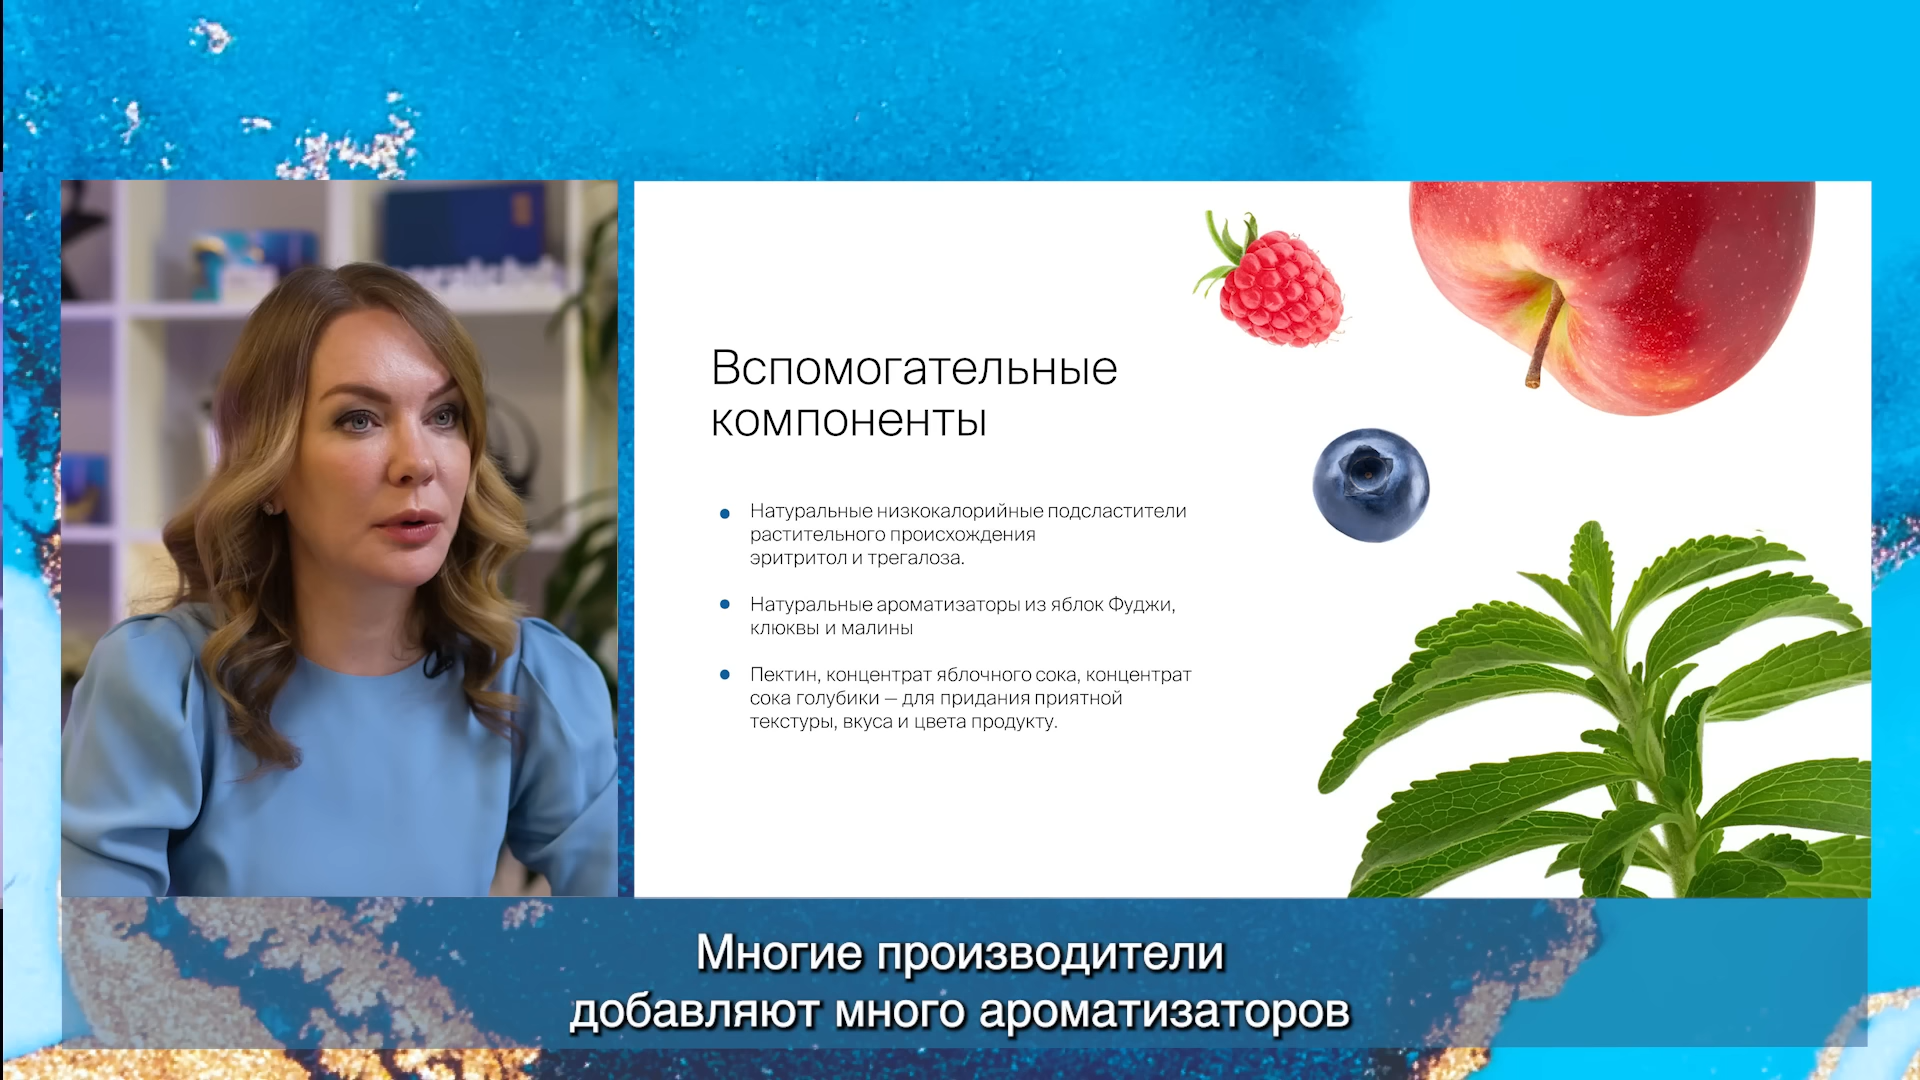 Вспомогательные
компоненты
Натуральные низкокалорийные подсластители
растительного происхождения
эритритол и трегалоза.
Натуральные ароматизаторы из яблок Фуджи,
клюквы и малины
Пектин, концентрат яблочного сока, концентрат
сока голубики – для придания приятной
текстуры, вкуса и цвета продукту.
Многие производители
добавляют много ароматизаторов